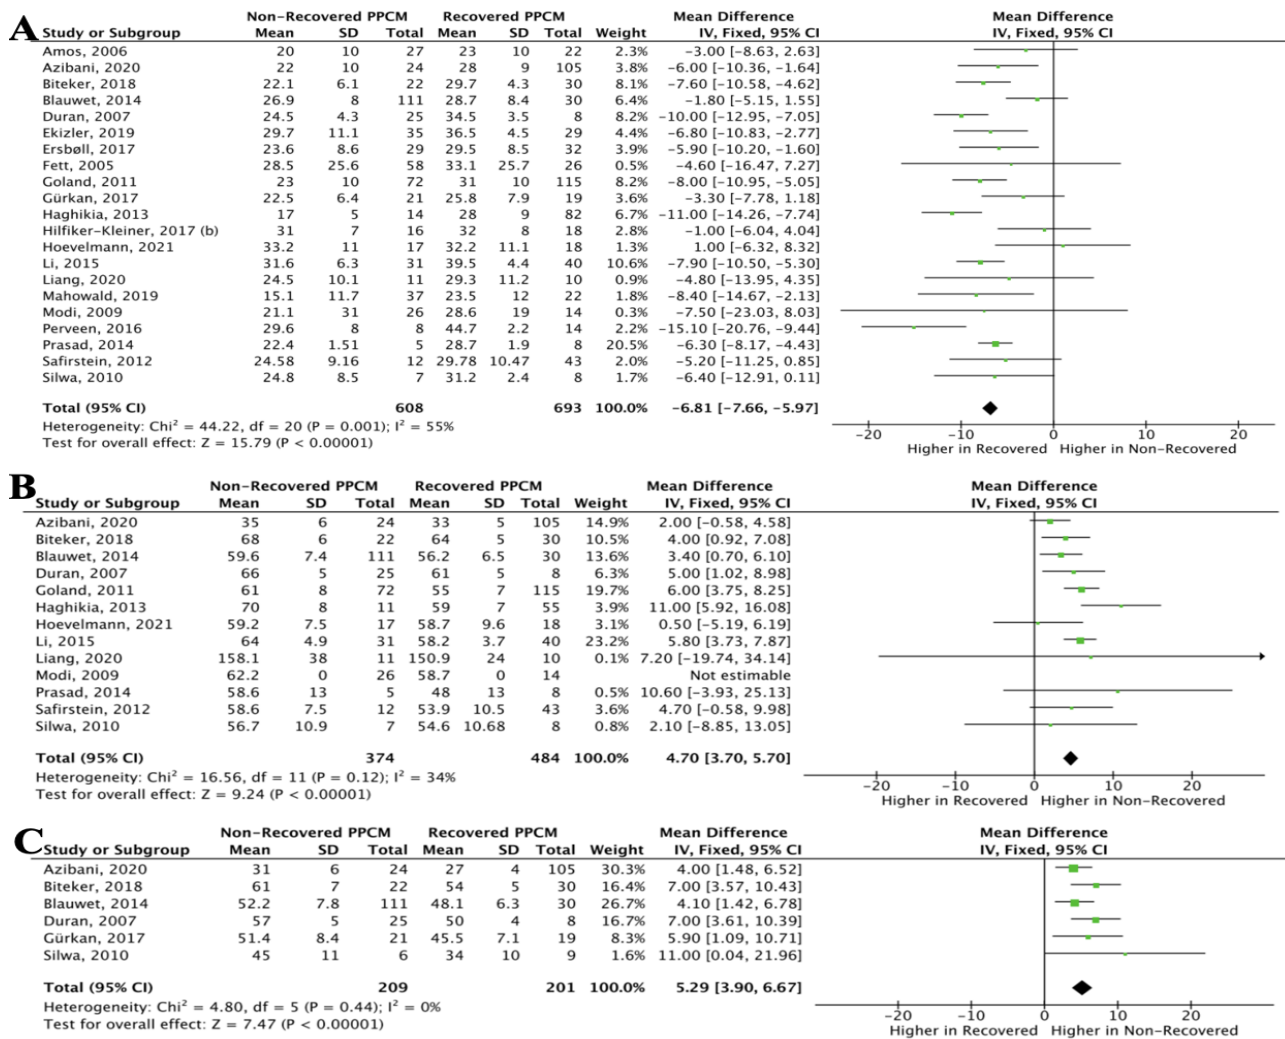 A
Non-Recovered PPCM Recovered PPCM Mean Difference Mean Difference
Study or Subgroup Mean SD Total Mean SD Total Weight IV, Fixed, 95% CI IV, Fixed, 95% CI
Amos, 2006 20 10 27 23 10 22 2.3% −3.00 [−8.63, 2.63]
Azibani, 2020 22 10 24 28 9 105 3.8% −6.00 [−10.36, −1.64]
Biteker, 2018 22.1 6.1 22 29.7 4.3 30 8.1% −7.60 [−10.58, −4.62]
Blauwet, 2014 26.9 8 111 28.7 8.4 30 6.4% −1.80 [−5.15, 1.55]
Duran, 2007 24.5 4.3 25 34.5 3.5 8 8.2% −10.00 [−12.95, −7.05]
Ekizler, 2019 29.7 11.1 35 36.5 4.5 29 4.4% −6.80 [−10.83, −2.77]
Ersbøll, 2017 23.6 8.6 29 29.5 8.5 32 3.9% −5.90 [−10.20, −1.60]
Fett, 2005 28.5 25.6 58 33.1 25.7 26 0.5% −4.60 [−16.47, 7.27]
Goland, 2011 23 10 72 31 10 115 8.2% −8.00 [−10.95, −5.05]
Gürkan, 2017 22.5 6.4 21 25.8 7.9 19 3.6% −3.30 [−7.78, 1.18]
Haghikia, 2013 17 5 14 28 9 82 6.7% −11.00 [−14.26, −7.74]
Hilfiker-Kleiner, 2017 (b) 31 7 16 32 8 18 2.8% −1.00 [−6.04, 4.04]
Hoevelmann, 2021 33.2 11 17 32.2 11.1 18 1.3% 1.00 [−6.32, 8.32]
Li, 2015 31.6 6.3 31 39.5 4.4 40 10.6% −7.90 [−10.50, −5.30]
Liang, 2020 24.5 10.1 11 29.3 11.2 10 0.9% −4.80 [−13.95, 4.35]
Mahowald, 2019 15.1 11.7 37 23.5 12 22 1.8% −8.40 [−14.67, −2.13]
Modi, 2009 21.1 31 26 28.6 19 14 0.3% −7.50 [−23.03, 8.03]
Perveen, 2016 29.6 8 8 44.7 2.2 14 2.2% −15.10 [−20.76, −9.44]
Prasad, 2014 22.4 1.51 5 28.7 1.9 8 20.5% −6.30 [−8.17, −4.43]
Safirstein, 2012 24.58 9.16 12 29.78 10.47 43 2.0% −5.20 [−11.25, 0.85]
Silwa, 2010 24.8 8.5 7 31.2 2.4 8 1.7% −6.40 [−12.91, 0.11]
Total (95% CI) 608 693 100.0% −6.81 [−7.66, −5.97]
Heterogeneity: Chi² = 44.22, df = 20 (P = 0.001); I² = 55%
Test for overall effect: Z = 15.79 (P < 0.00001)
−20 −10 0 10 20
Higher in Recovered Higher in Non-Recovered
B
Non-Recovered PPCM Recovered PPCM Mean Difference Mean Difference
Study or Subgroup Mean SD Total Mean SD Total Weight IV, Fixed, 95% CI IV, Fixed, 95% CI
Azibani, 2020 35 6 24 33 5 105 14.9% 2.00 [−0.58, 4.58]
Biteker, 2018 68 6 22 64 5 30 10.5% 4.00 [0.92, 7.08]
Blauwet, 2014 59.6 7.4 111 56.2 6.5 30 13.6% 3.40 [0.70, 6.10]
Duran, 2007 66 5 25 61 5 8 6.3% 5.00 [1.02, 8.98]
Goland, 2011 61 8 72 55 7 115 19.7% 6.00 [3.75, 8.25]
Haghikia, 2013 70 8 11 59 7 55 3.9% 11.00 [5.92, 16.08]
Hoevelmann, 2021 59.2 7.5 17 58.7 9.6 18 3.1% 0.50 [−5.19, 6.19]
Li, 2015 64 4.9 31 58.2 3.7 40 23.2% 5.80 [3.73, 7.87]
Liang, 2020 158.1 38 11 150.9 24 10 0.1% 7.20 [−19.74, 34.14]
Modi, 2009 62.2 0 26 58.7 0 14 Not estimable
Prasad, 2014 58.6 13 5 48 13 8 0.5% 10.60 [−3.93, 25.13]
Safirstein, 2012 58.6 7.5 12 53.9 10.5 43 3.6% 4.70 [−0.58, 9.98]
Silwa, 2010 56.7 10.9 7 54.6 10.68 8 0.8% 2.10 [−8.85, 13.05]
Total (95% CI) 374 484 100.0% 4.70 [3.70, 5.70]
Heterogeneity: Chi² = 16.56, df = 11 (P = 0.12); I² = 34%
Test for overall effect: Z = 9.24 (P < 0.00001)
−20 −10 0 10 20
Higher in Recovered Higher in Non-Recovered
C
Non-Recovered PPCM Recovered PPCM Mean Difference Mean Difference
Study or Subgroup Mean SD Total Mean SD Total Weight IV, Fixed, 95% CI IV, Fixed, 95% CI
Azibani, 2020 31 6 24 27 4 105 30.3% 4.00 [1.48, 6.52]
Biteker, 2018 61 7 22 54 5 30 16.4% 7.00 [3.57, 10.43]
Blauwet, 2014 52.2 7.8 111 48.1 6.3 30 26.7% 4.10 [1.42, 6.78]
Duran, 2007 57 5 25 50 4 8 16.7% 7.00 [3.61, 10.39]
Gürkan, 2017 51.4 8.4 21 45.5 7.1 19 8.3% 5.90 [1.09, 10.71]
Silwa, 2010 45 11 6 34 10 9 1.6% 11.00 [0.04, 21.96]
Total (95% CI) 209 201 100.0% 5.29 [3.90, 6.67]
Heterogeneity: Chi² = 4.80, df = 5 (P = 0.44); I² = 0%
Test for overall effect: Z = 7.47 (P < 0.00001)
−20 −10 0 10 20
Higher in Recovered Higher in Non-Recovered